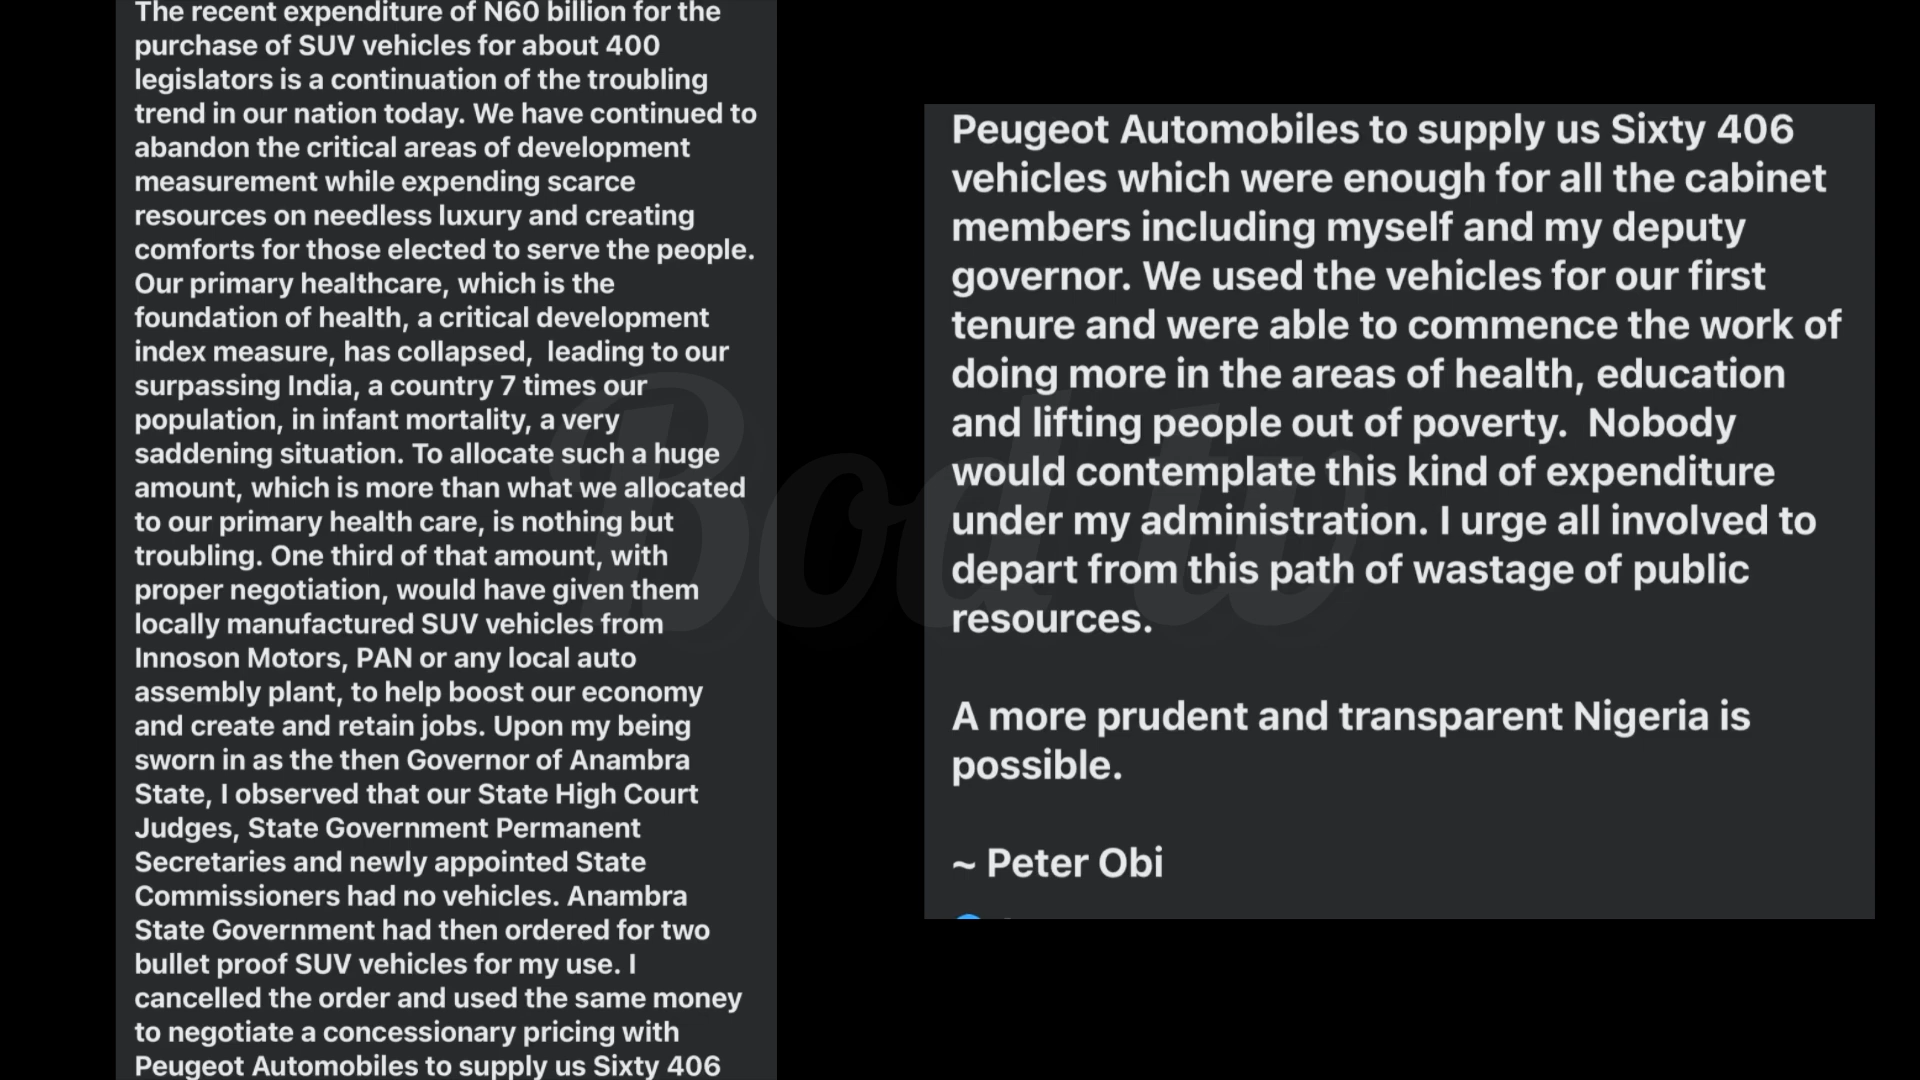 The recent expenditure of N60 billion for the
purchase of SUV vehicles for about 400
legislators is a continuation of the troubling
trend in our nation today. We have continued to
abandon the critical areas of development
measurement while expending scarce
resources on needless luxury and creating
comforts for those elected to serve the people.
Our primary healthcare, which is the
foundation of health, a critical development
index measure, has collapsed,  leading to our
surpassing India, a country 7 times our
population, in infant mortality, a very
saddening situation. To allocate such a huge
amount, which is more than what we allocated
to our primary health care, is nothing but
troubling. One third of that amount, with
proper negotiation, would have given them
locally manufactured SUV vehicles from
Innoson Motors, PAN or any local auto
assembly plant, to help boost our economy
and create and retain jobs. Upon my being
sworn in as the then Governor of Anambra
State, I observed that our State High Court
Judges, State Government Permanent
Secretaries and newly appointed State
Commissioners had no vehicles. Anambra
State Government had then ordered for two
bullet proof SUV vehicles for my use. I
cancelled the order and used the same money
to negotiate a concessionary pricing with
Peugeot Automobiles to supply us Sixty 406
Peugeot Automobiles to supply us Sixty 406
vehicles which were enough for all the cabinet
members including myself and my deputy
governor. We used the vehicles for our first
tenure and were able to commence the work of
doing more in the areas of health, education
and lifting people out of poverty.  Nobody
would contemplate this kind of expenditure
under my administration. I urge all involved to
depart from this path of wastage of public
resources.
A more prudent and transparent Nigeria is
possible.
~ Peter Obi
Bod tv